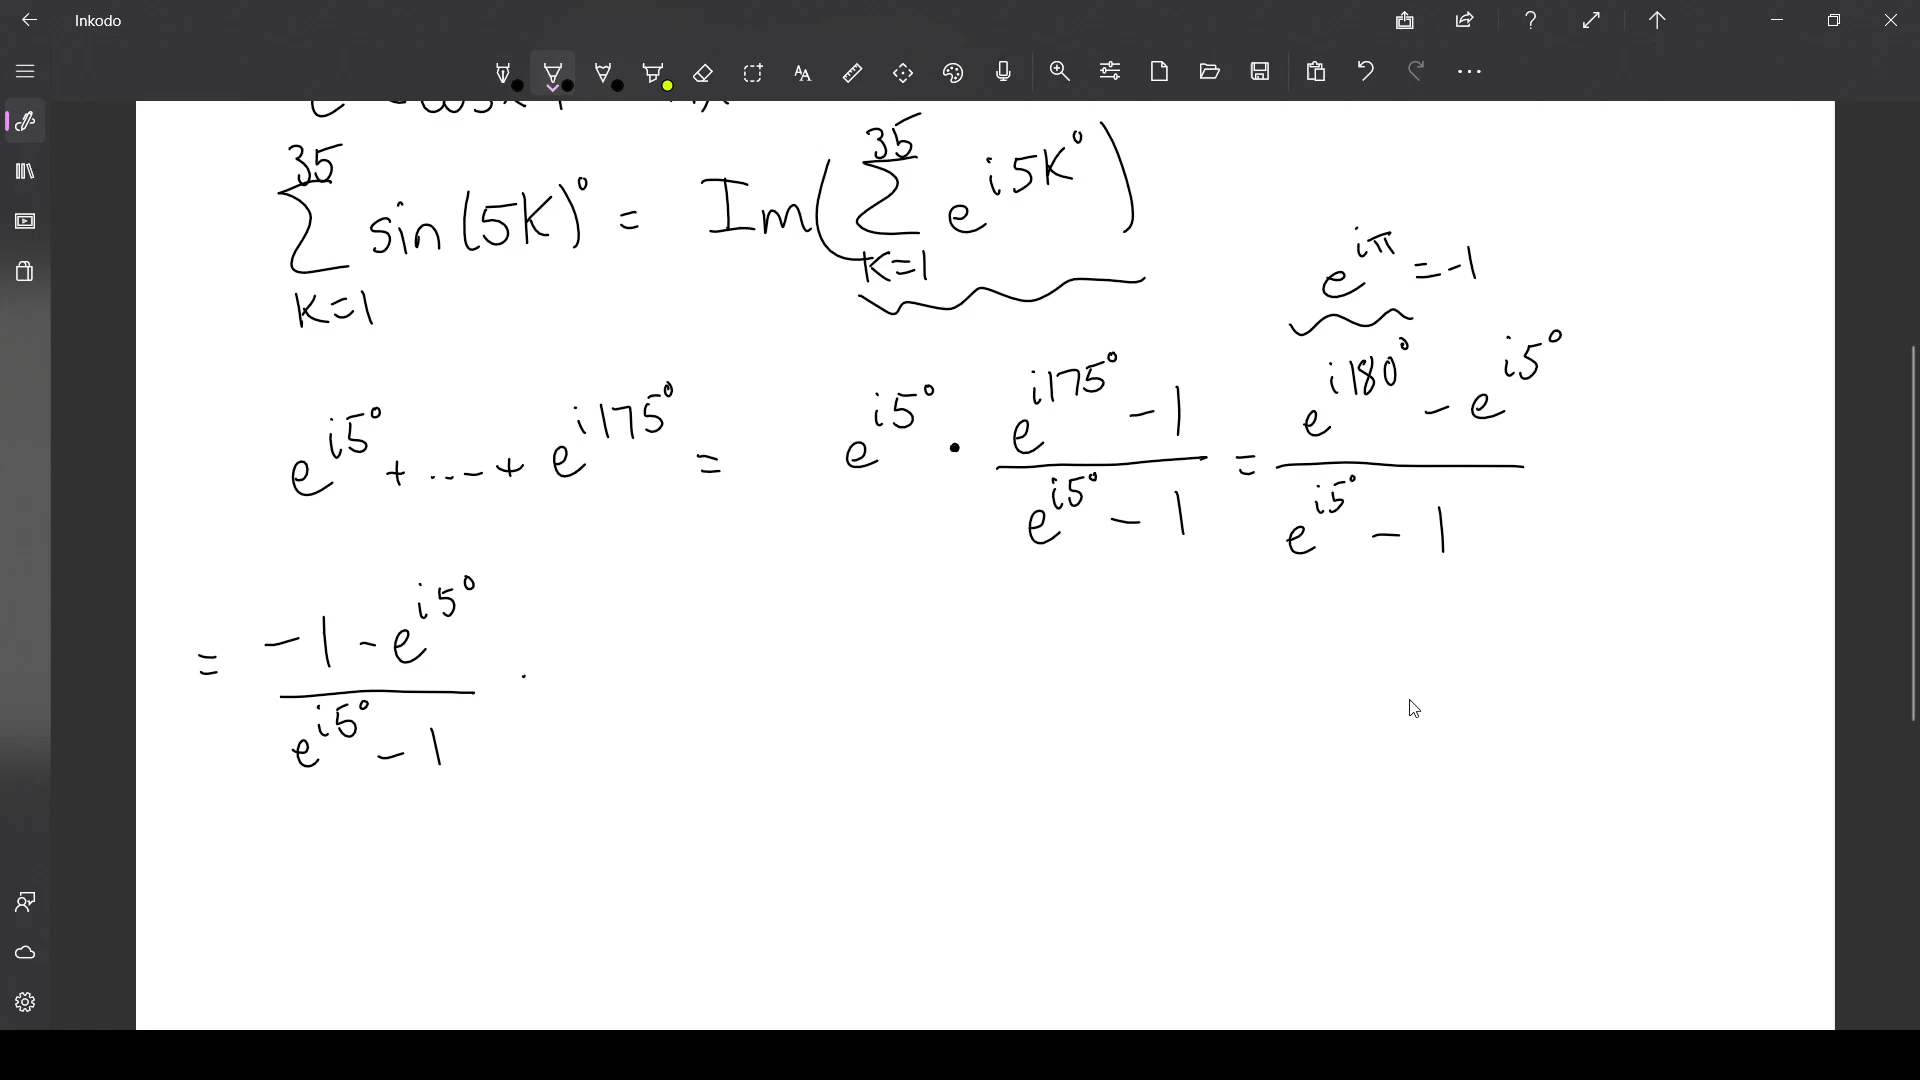 Inkodo
35 35
∑ sin(5K)° = Im(∑ e^{i5K°})
K=1 K=1
e^{iπ} = -1
e^{i5°} + ... + e^{i175°} = e^{i5°} · (e^{i175°} - 1)/(e^{i5°} - 1) = (e^{i180°} - e^{i5°})/(e^{i5°} - 1)
= (-1 - e^{i5°})/(e^{i5°} - 1) .